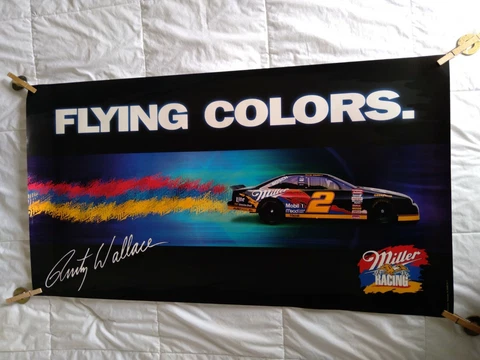 FLYING COLORS.
Miller
2
Mobil 1
Rusty Wallace
Miller
RACING